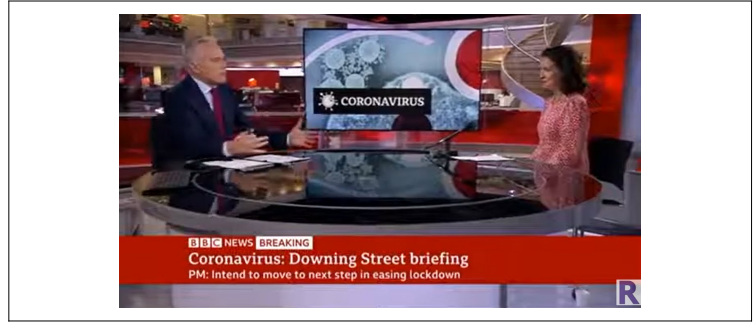 CORONAVIRUS
BBC NEWS BREAKING
Coronavirus: Downing Street briefing
PM: Intend to move to next step in easing lockdown
R